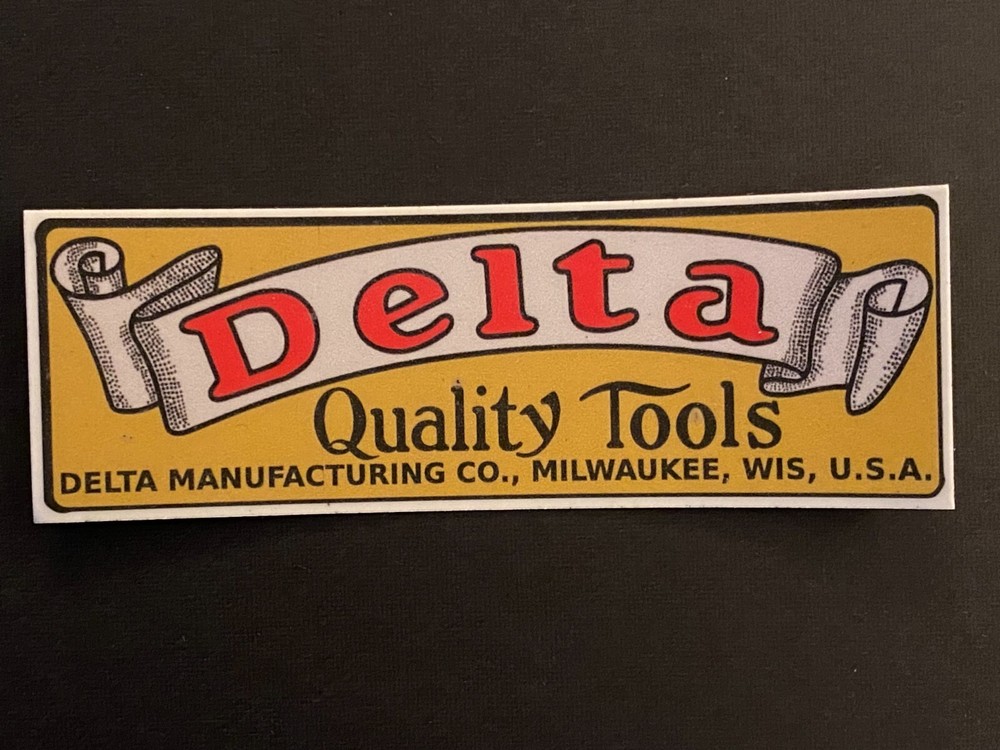 Delta
Quality Tools
DELTA MANUFACTURING CO., MILWAUKEE, WIS, U.S.A.